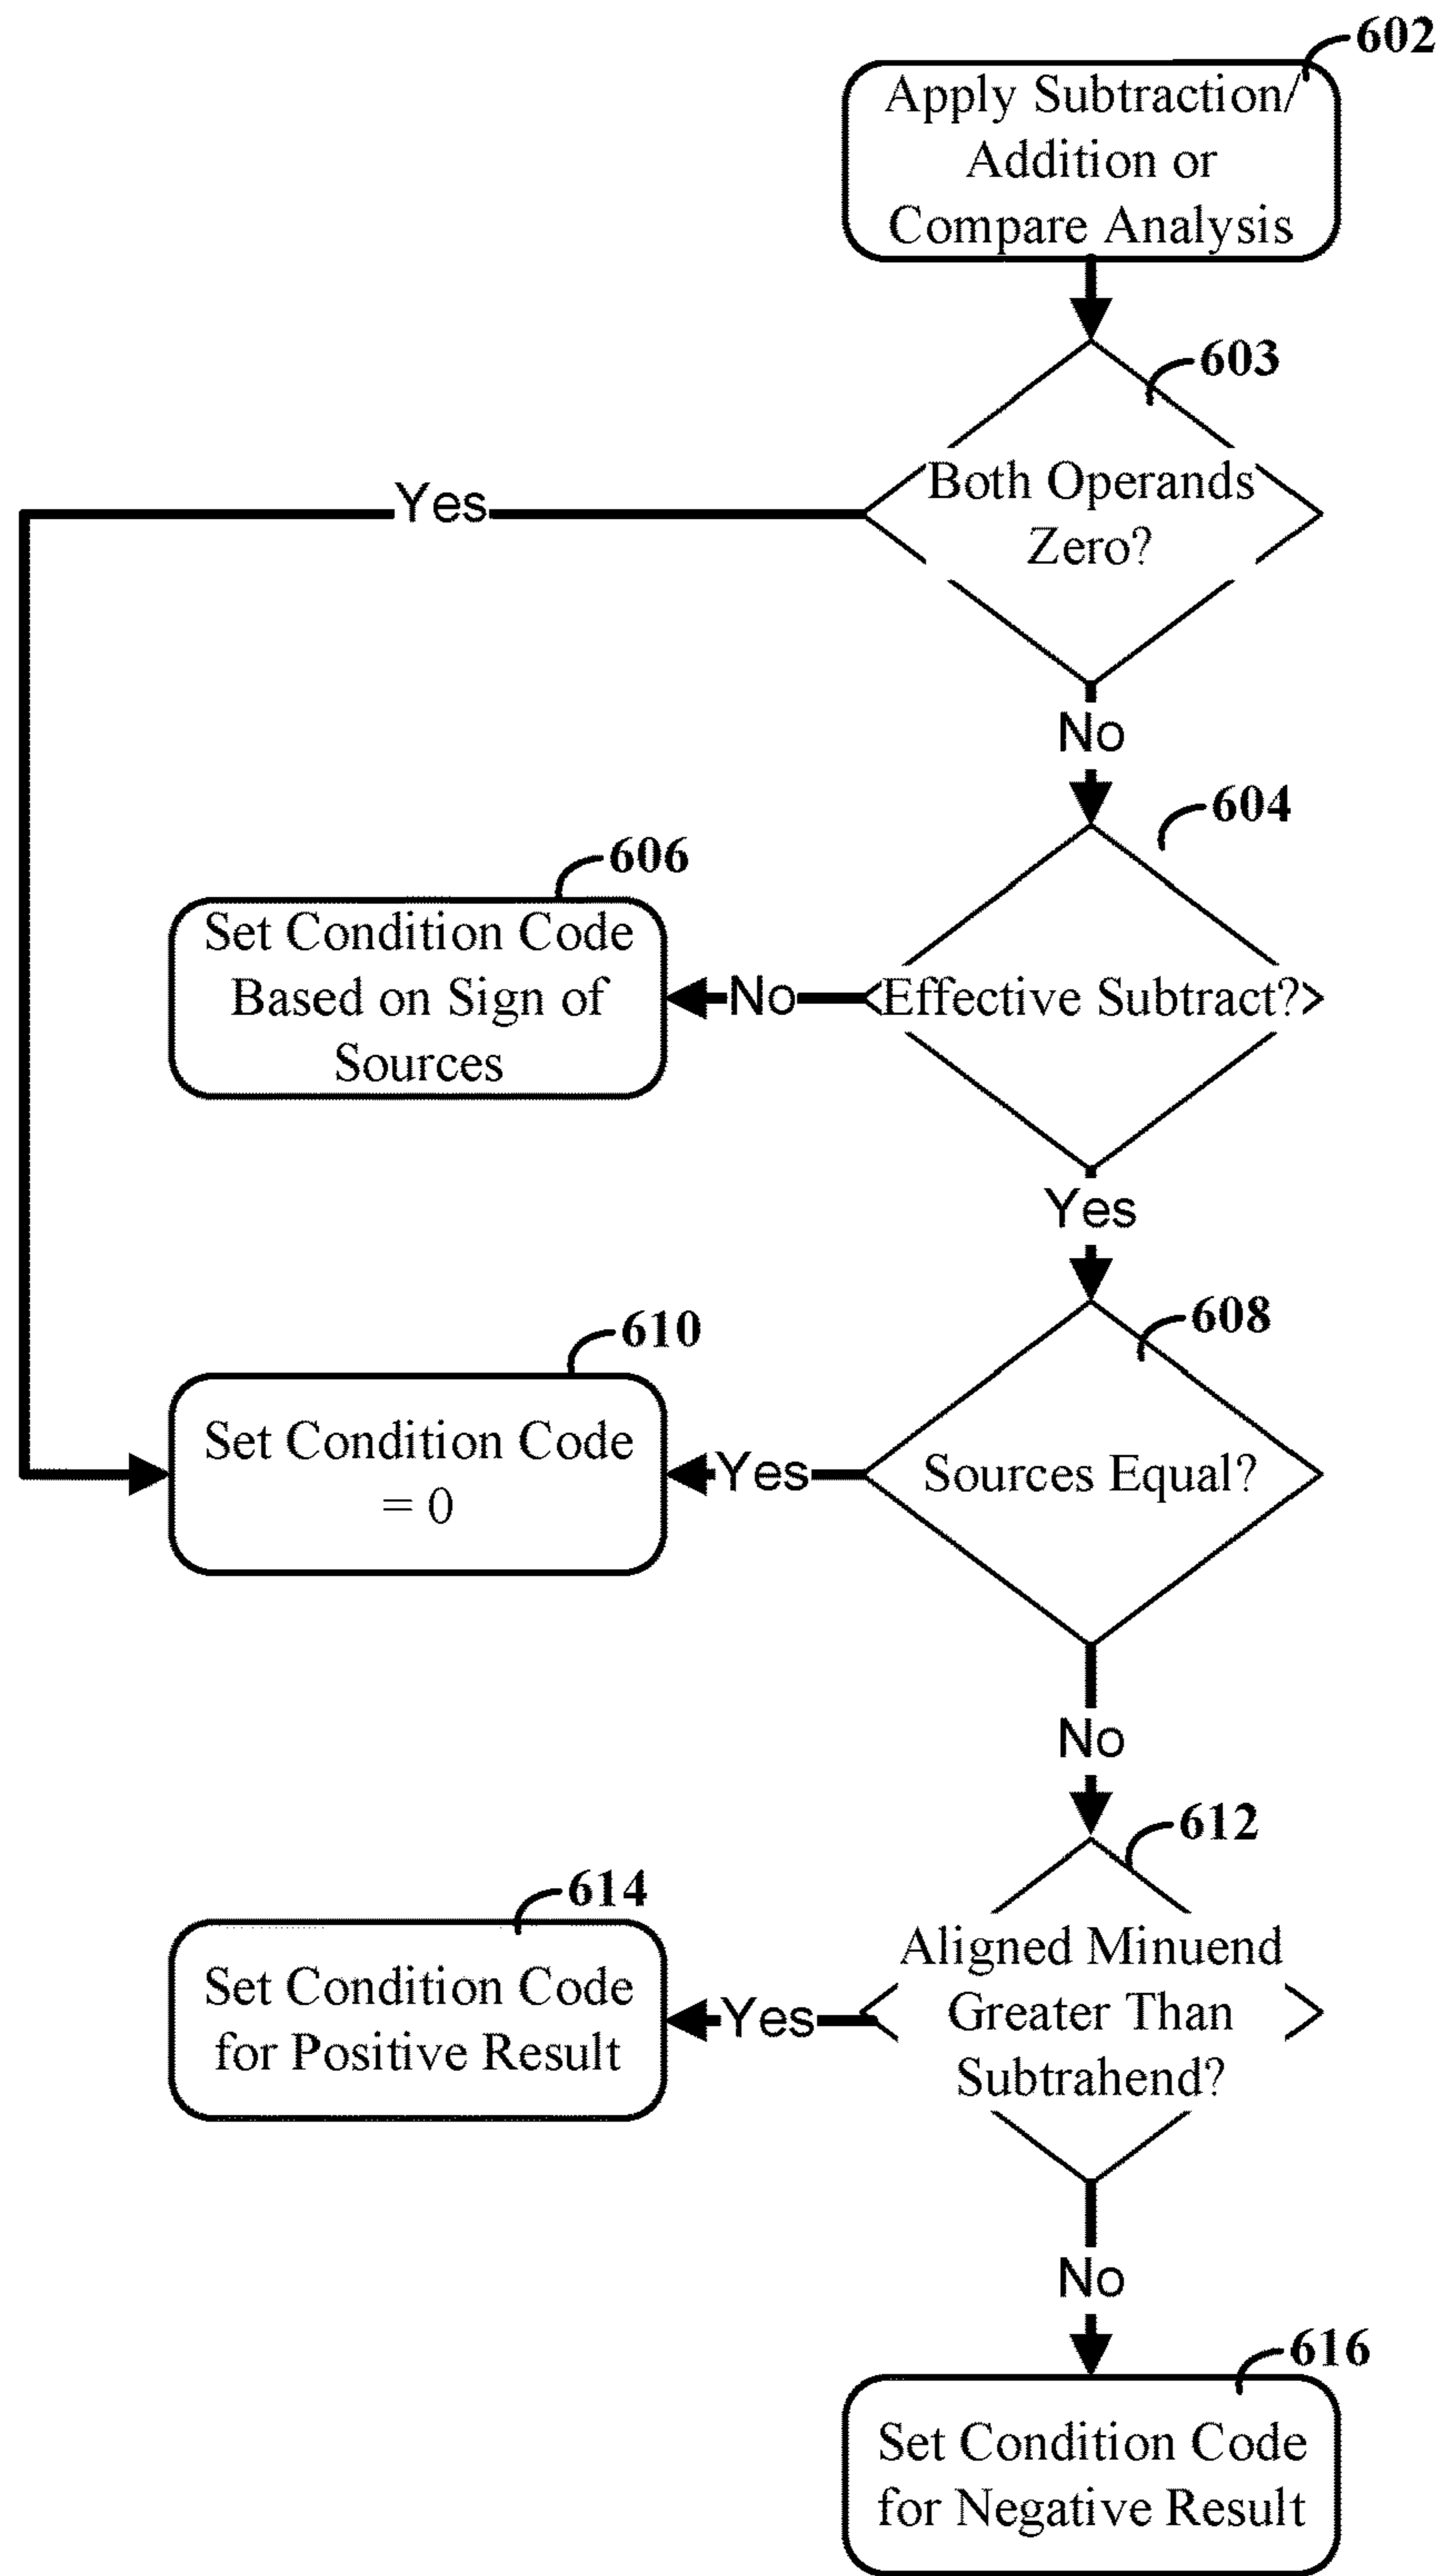 602
Apply Subtraction/
Addition or
Compare Analysis
603
Both Operands
Zero?
Yes
No
604
Effective Subtract?
No
606
Set Condition Code
Based on Sign of
Sources
Yes
608
Sources Equal?
Yes
610
Set Condition Code
= 0
No
612
Aligned Minuend
Greater Than
Subtrahend?
Yes
614
Set Condition Code
for Positive Result
No
616
Set Condition Code
for Negative Result